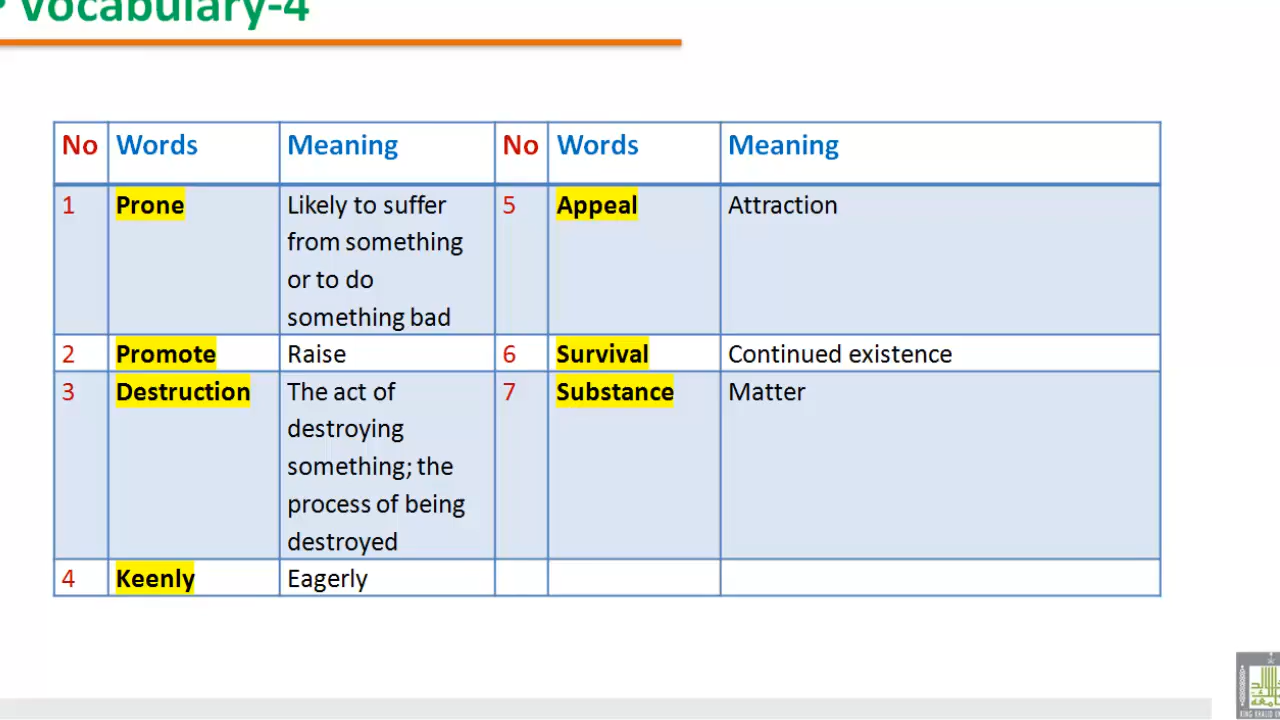 • Vocabulary-4
No Words Meaning No Words Meaning
1 Prone Likely to suffer 5 Appeal Attraction
from something
or to do
something bad
2 Promote Raise 6 Survival Continued existence
3 Destruction The act of 7 Substance Matter
destroying
something; the
process of being
destroyed
4 Keenly Eagerly